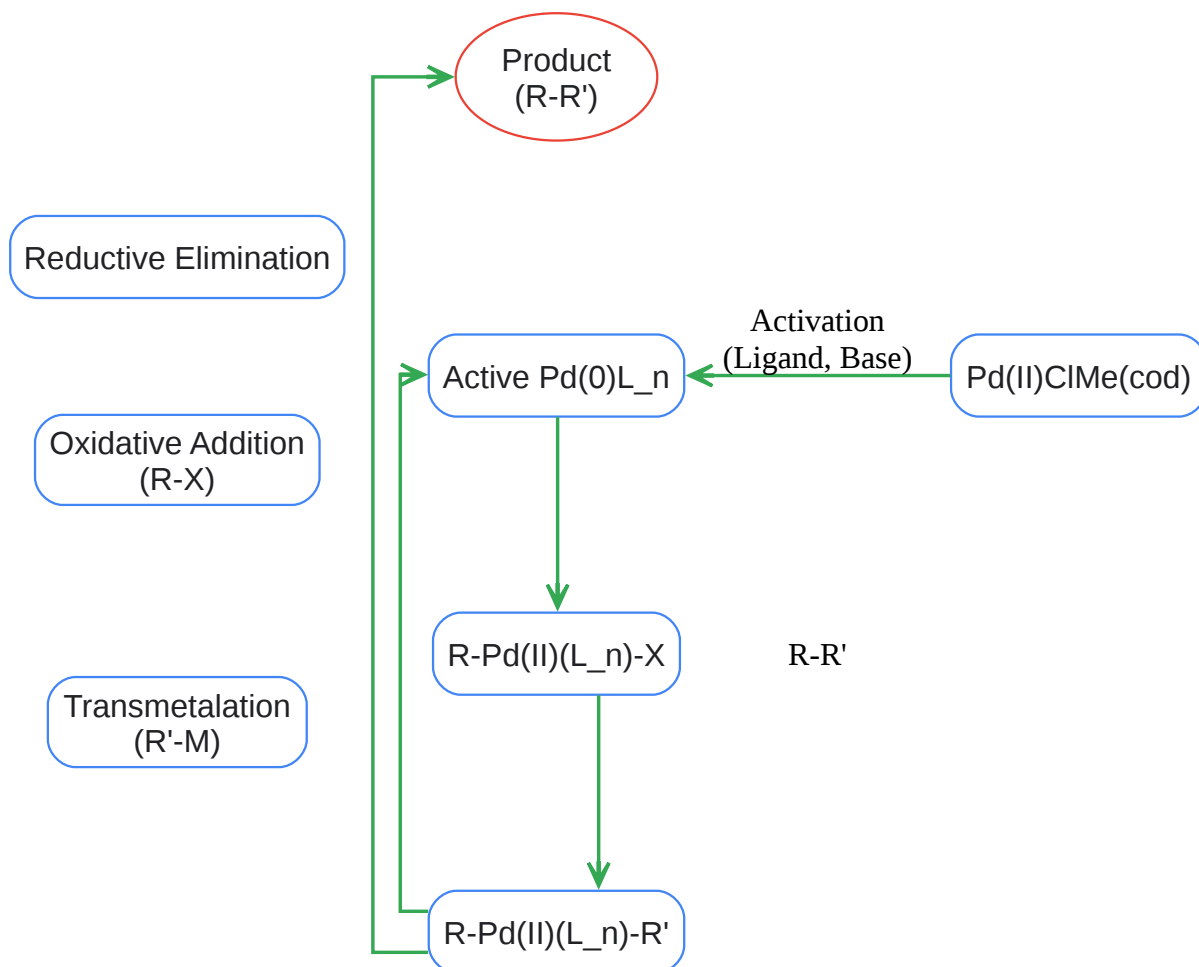 Product
(R-R')
Reductive Elimination
Activation
(Ligand, Base)
Active Pd(0)L_n
Pd(II)ClMe(cod)
Oxidative Addition
(R-X)
R-Pd(II)(L_n)-X
R-R'
Transmetalation
(R'-M)
R-Pd(II)(L_n)-R'